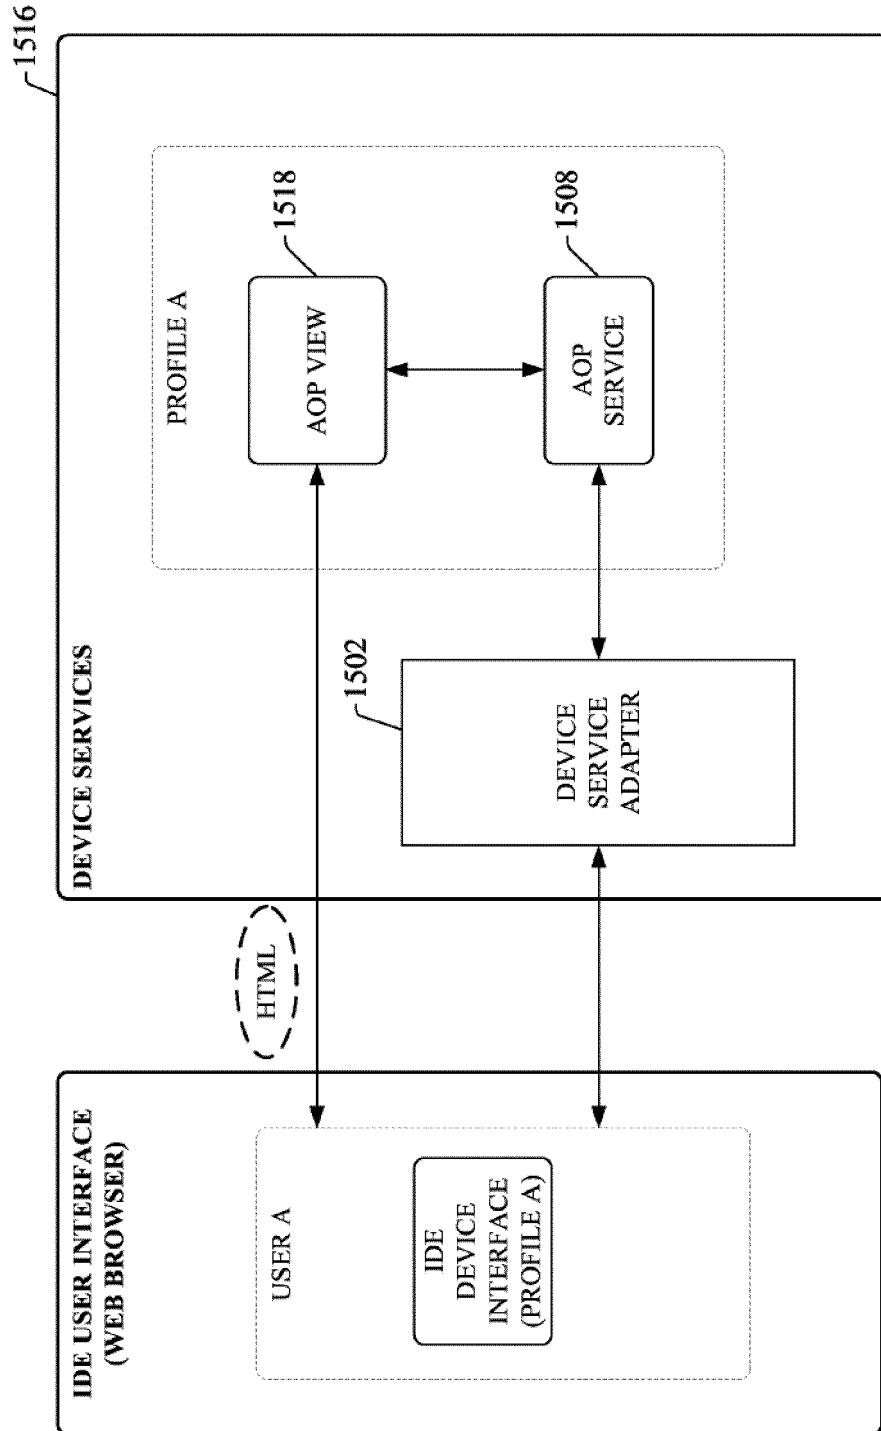 IDE USER INTERFACE
(WEB BROWSER)
USER A
IDE
DEVICE
INTERFACE
(PROFILE A)
HTML
DEVICE SERVICES
1516
1502
DEVICE
SERVICE
ADAPTER
PROFILE A
AOP VIEW
1518
AOP
SERVICE
1508